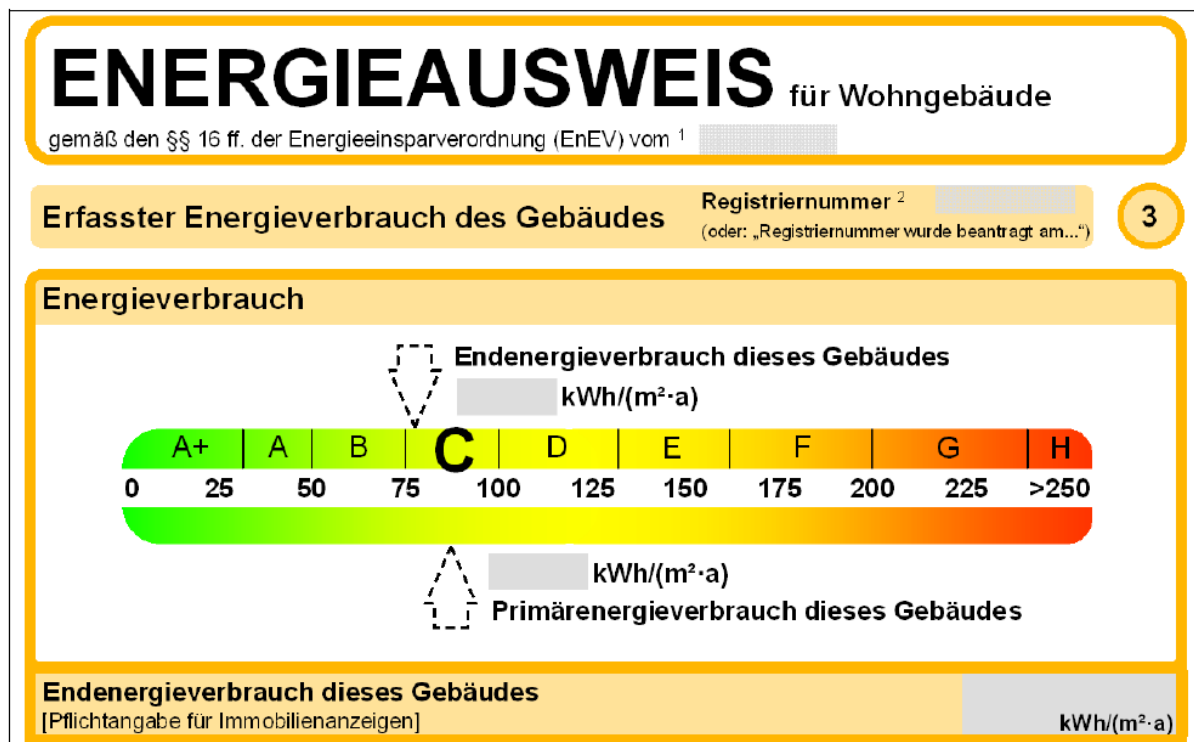 ENERGIEAUSWEIS für Wohngebäude
gemäß den §§ 16 ff. der Energieeinsparverordnung (EnEV) vom ¹
Erfasster Energieverbrauch des Gebäudes
Registriernummer ²
(oder: „Registriernummer wurde beantragt am...“)
3
Energieverbrauch
Endenergieverbrauch dieses Gebäudes
kWh/(m²·a)
A+ A B C D E F G H
0 25 50 75 100 125 150 175 200 225 >250
kWh/(m²·a)
Primärenergieverbrauch dieses Gebäudes
Endenergieverbrauch dieses Gebäudes
[Pflichtangabe für Immobilienanzeigen]
kWh/(m²·a)